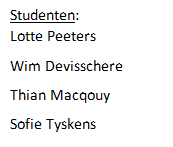 Studenten:
Lotte Peeters
Wim Devisschere
Thian Macqouy
Sofie Tyskens